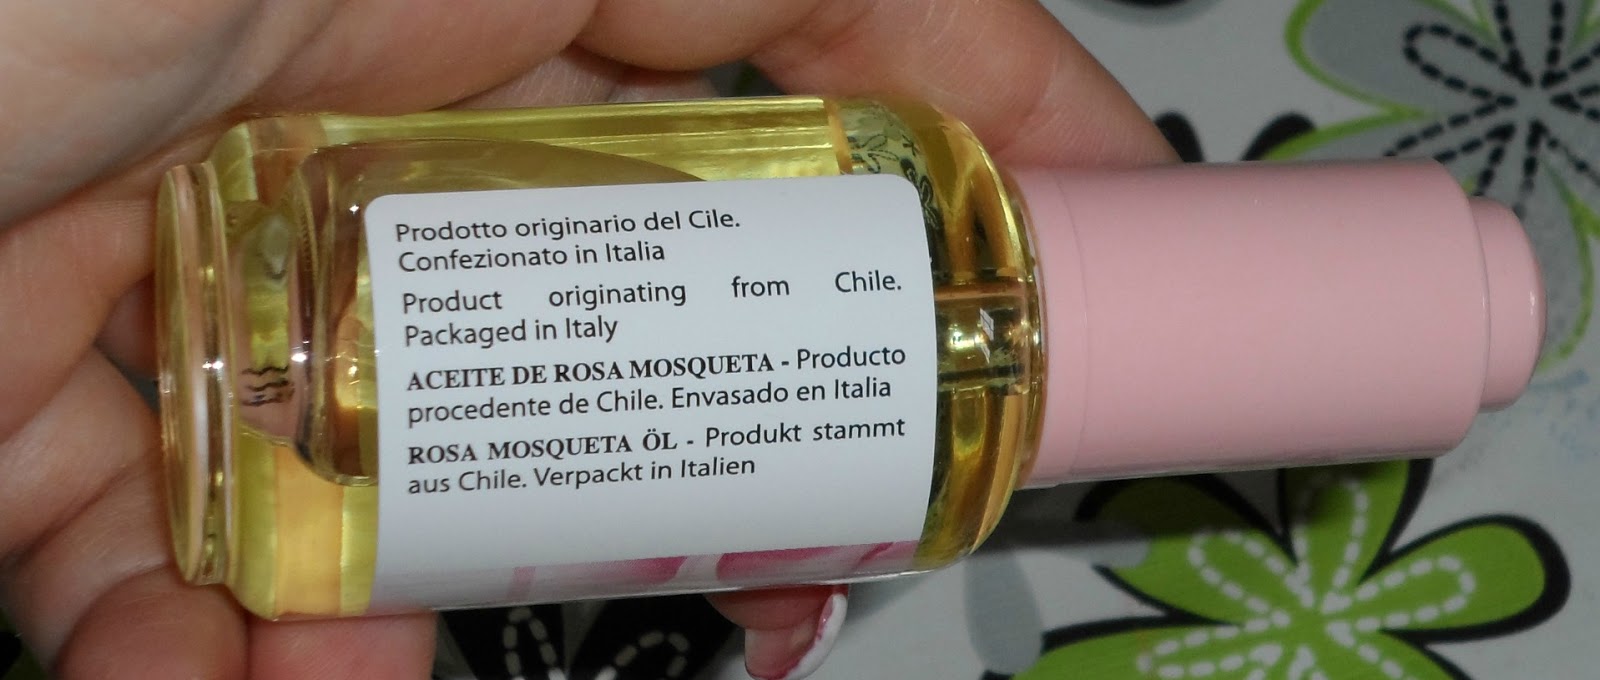 Prodotto originario del Cile.
Confezionato in Italia
Product originating from Chile.
Packaged in Italy
ACEITE DE ROSA MOSQUETA - Producto
procedente de Chile. Envasado en Italia
ROSA MOSQUETA ÖL - Produkt stammt
aus Chile. Verpackt in Italien